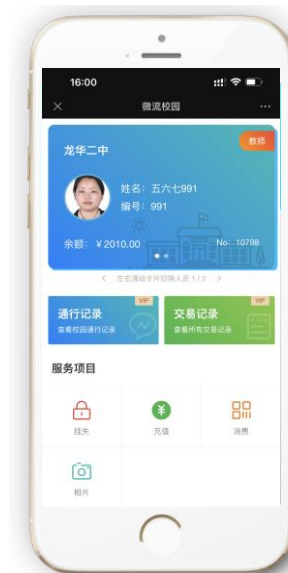 16:00
微流校园
龙华二中
教师
姓名：五六七991
编号：991
余额：￥2010.00
No：10798
< 左右滑动卡片切换人员 1 / 2 >
通行记录
VIP
查看校园通行记录
交易记录
VIP
查看所有交易记录
服务项目
挂失
充值
消费
相片